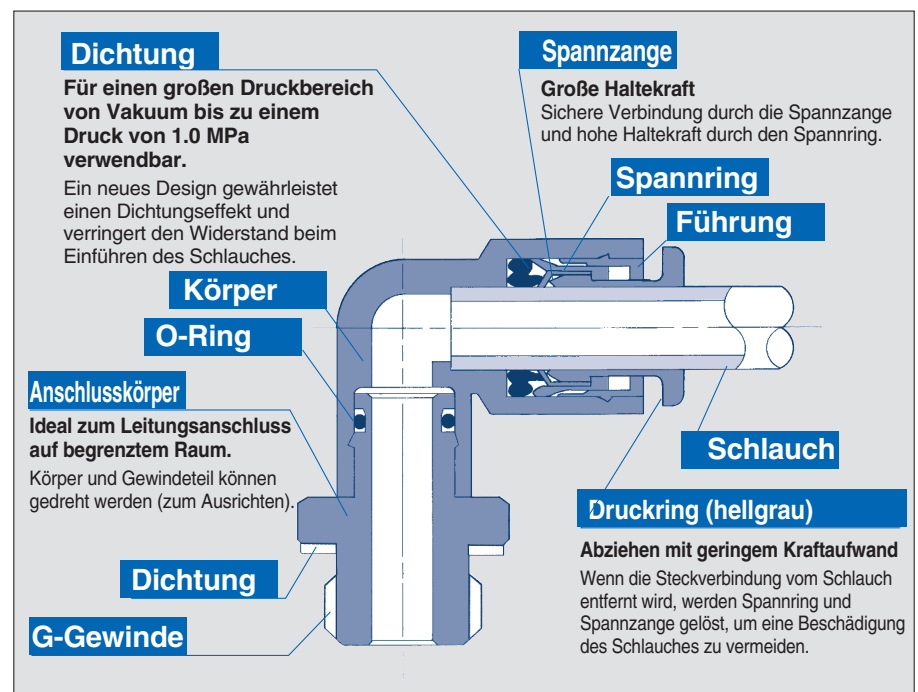 Dichtung
Für einen großen Druckbereich
von Vakuum bis zu einem
Druck von 1.0 MPa
verwendbar.
Ein neues Design gewährleistet
einen Dichtungseffekt und
verringert den Widerstand beim
Einführen des Schlauches.
Spannzange
Große Haltekraft
Sichere Verbindung durch die Spannzange
und hohe Haltekraft durch den Spannring.
Spannring
Führung
Körper
O-Ring
Anschlusskörper
Ideal zum Leitungsanschluss
auf begrenztem Raum.
Körper und Gewindeteil können
gedreht werden (zum Ausrichten).
Dichtung
G-Gewinde
Schlauch
Druckring (hellgrau)
Abziehen mit geringem Kraftaufwand
Wenn die Steckverbindung vom Schlauch
entfernt wird, werden Spannring und
Spannzange gelöst, um eine Beschädigung
des Schlauches zu vermeiden.